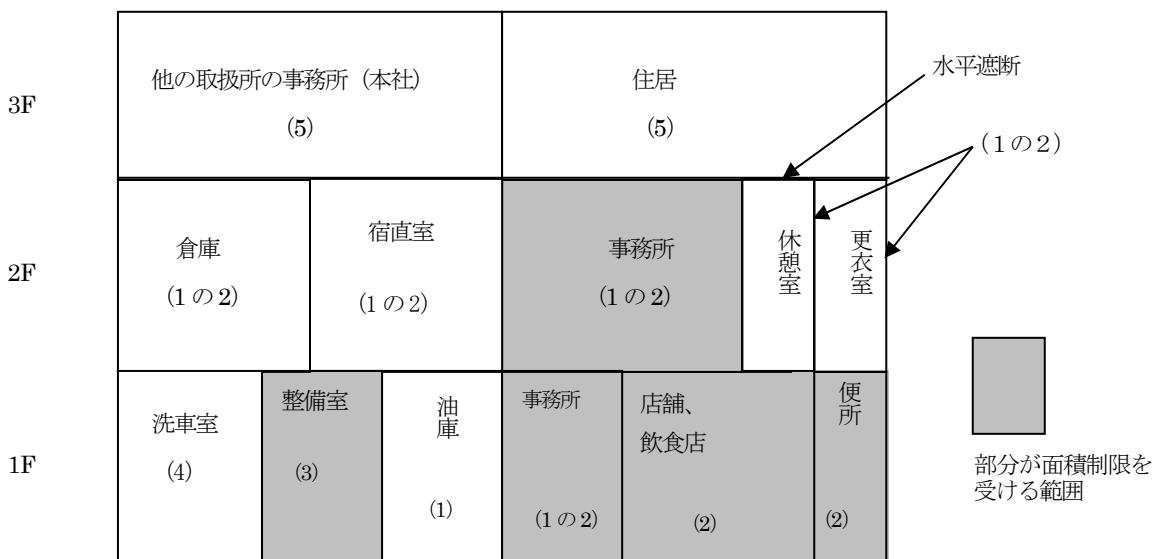 3F
他の取扱所の事務所（本社）
(5)
住居
(5)
水平遮断
（1の2）
2F
倉庫
(1の2)
宿直室
(1の2)
事務所
(1の2)
休憩室
更衣室
1F
洗車室
(4)
整備室
(3)
油庫
(1)
事務所
(1の2)
店舗、
飲食店
(2)
便所
(2)
部分が面積制限を
受ける範囲